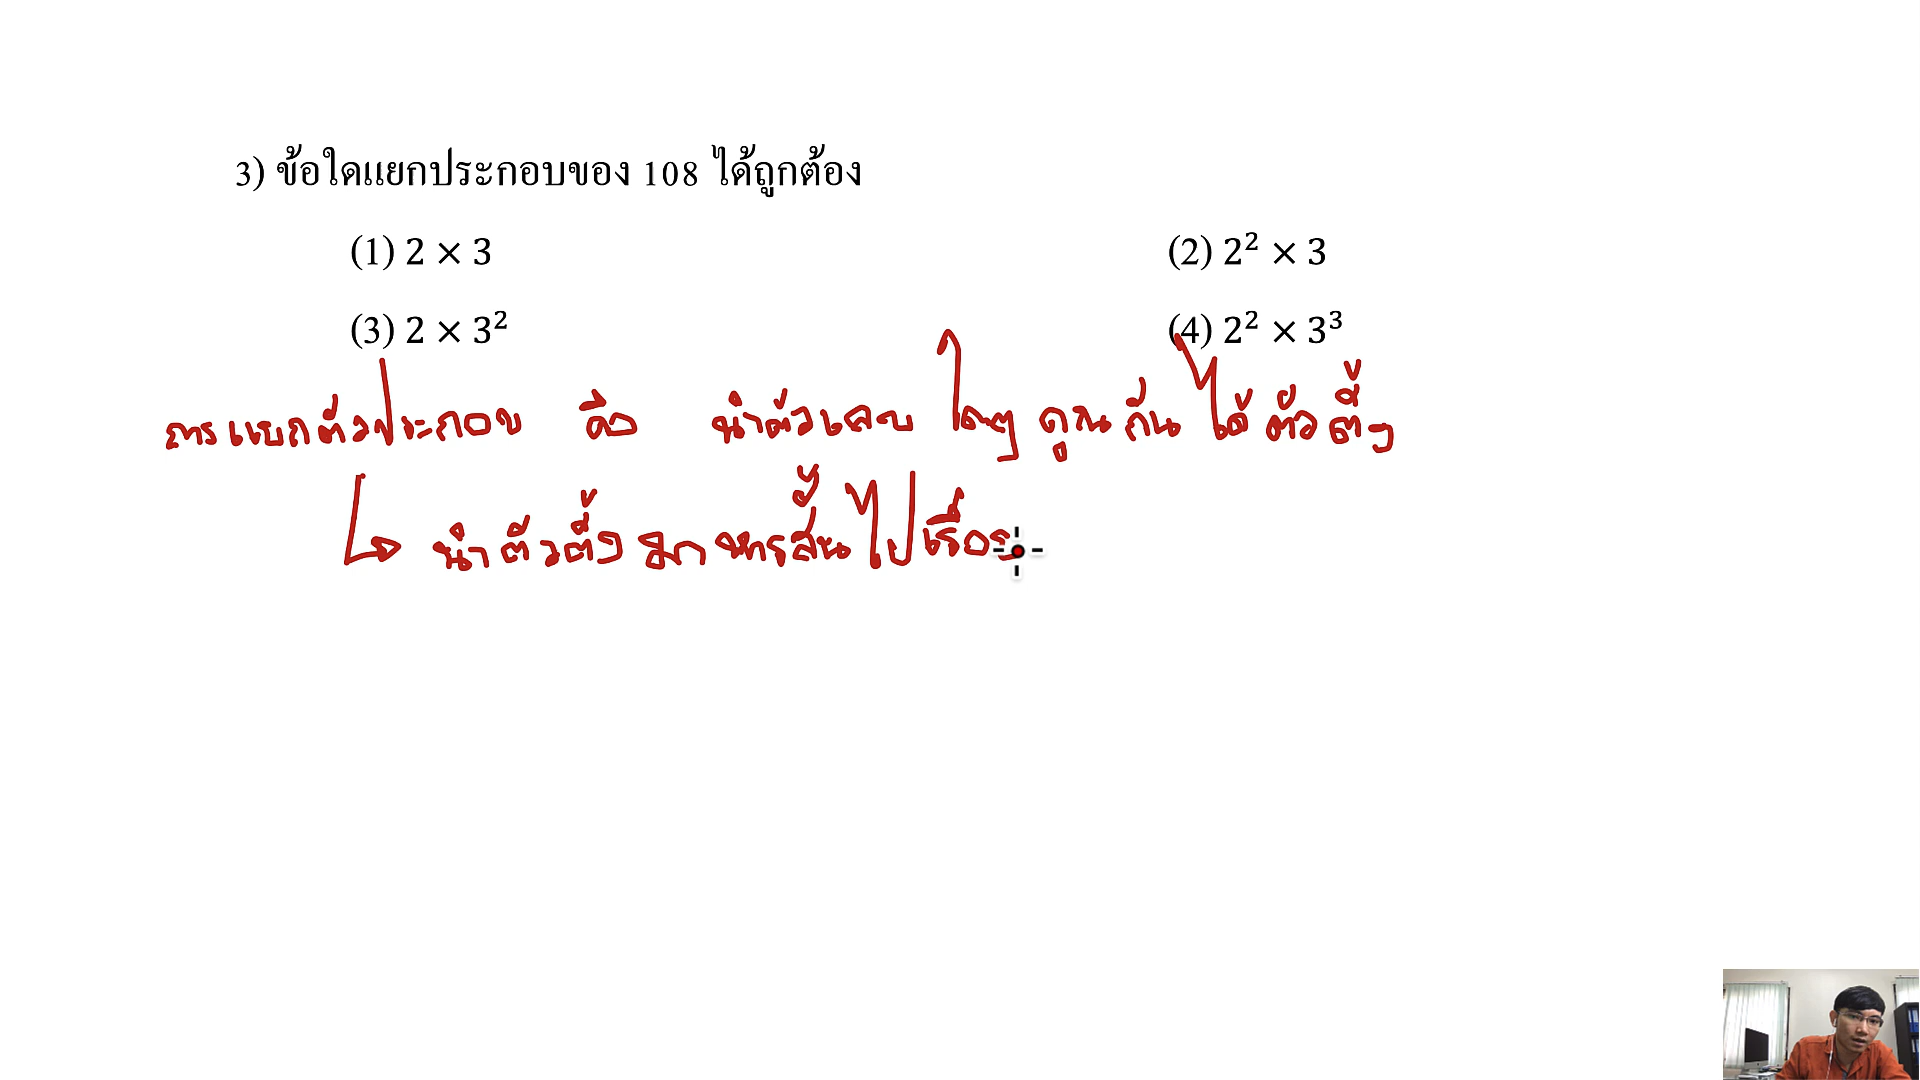 3) ข้อใดแยกประกอบของ 108 ได้ถูกต้อง
(1) 2 × 3
(2) 2² × 3
(3) 2 × 3²
(4) 2² × 3³
การแยกตัวประกอบ คือ นำตัวเลข ใดๆ คูณกัน ได้ ตัวตั้ง
นำตัวตั้ง มา หารสั้น ไปเรื่อย